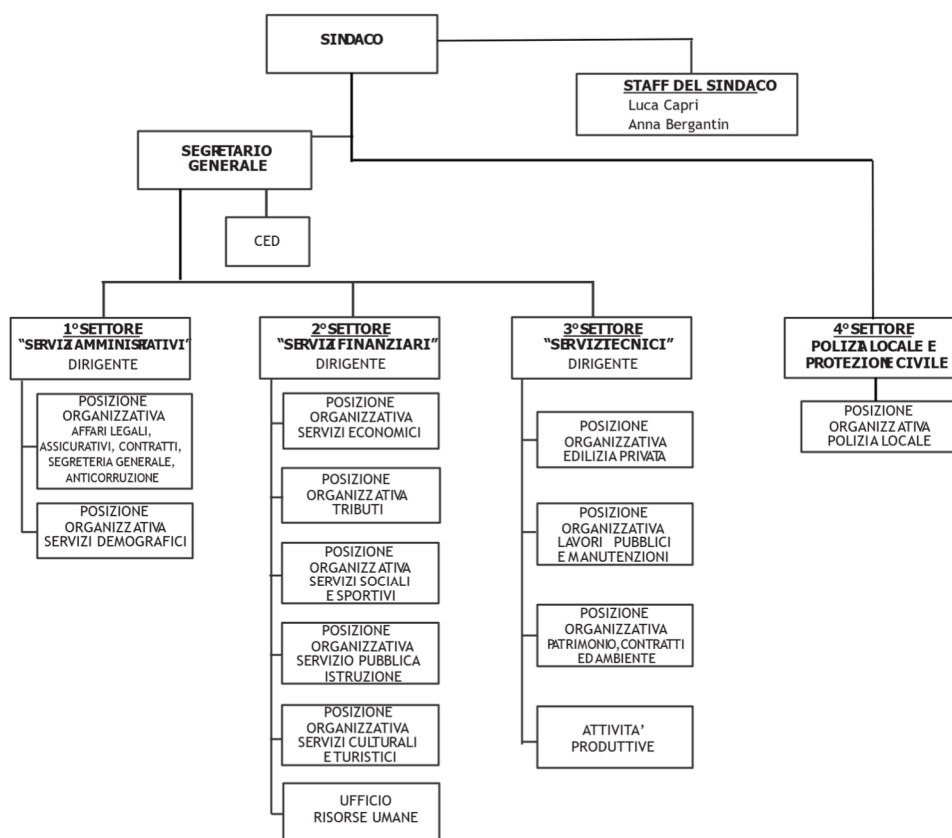 SINDACO
STAFF DEL SINDACO
Luca Capri
Anna Bergantin
SEGRETARIO
GENERALE
CED
1° SETTORE
“SERVIZI AMMINISTRATIVI”
DIRIGENTE
POSIZIONE
ORGANIZZATIVA
AFFARI LEGALI,
ASSICURATIVI, CONTRATTI,
SEGRETERIA GENERALE,
ANTICORRUZIONE
POSIZIONE
ORGANIZZATIVA
SERVIZI DEMOGRAFICI
2° SETTORE
“SERVIZI FINANZIARI”
DIRIGENTE
POSIZIONE
ORGANIZZATIVA
SERVIZI ECONOMICI
POSIZIONE
ORGANIZZATIVA
TRIBUTI
POSIZIONE
ORGANIZZATIVA
SERVIZI SOCIALI
E SPORTIVI
POSIZIONE
ORGANIZZATIVA
SERVIZIO PUBBLICA
ISTRUZIONE
POSIZIONE
ORGANIZZATIVA
SERVIZI CULTURALI
E TURISTICI
UFFICIO
RISORSE UMANE
3° SETTORE
“SERVIZI TECNICI”
DIRIGENTE
POSIZIONE
ORGANIZZATIVA
EDILIZIA PRIVATA
POSIZIONE
ORGANIZZATIVA
LAVORI PUBBLICI
E MANUTENZIONI
POSIZIONE
ORGANIZZATIVA
PATRIMONIO, CONTRATTI
ED AMBIENTE
ATTIVITA’
PRODUTTIVE
4° SETTORE
POLIZIA LOCALE E
PROTEZIONE CIVILE
POSIZIONE
ORGANIZZATIVA
POLIZIA LOCALE